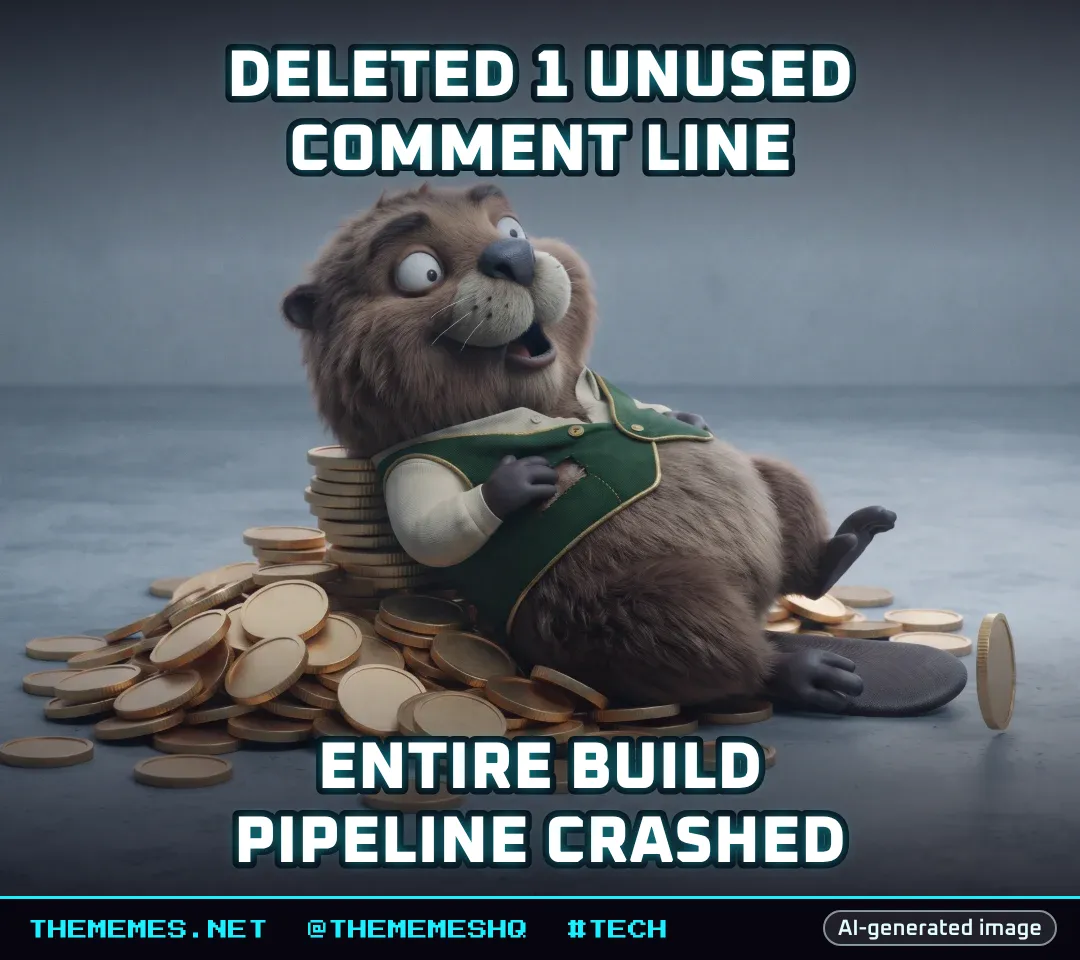 DELETED 1 UNUSED
COMMENT LINE
ENTIRE BUILD
PIPELINE CRASHED
THEMEMES.NET @THEMEMESHQ #TECH AI-generated image